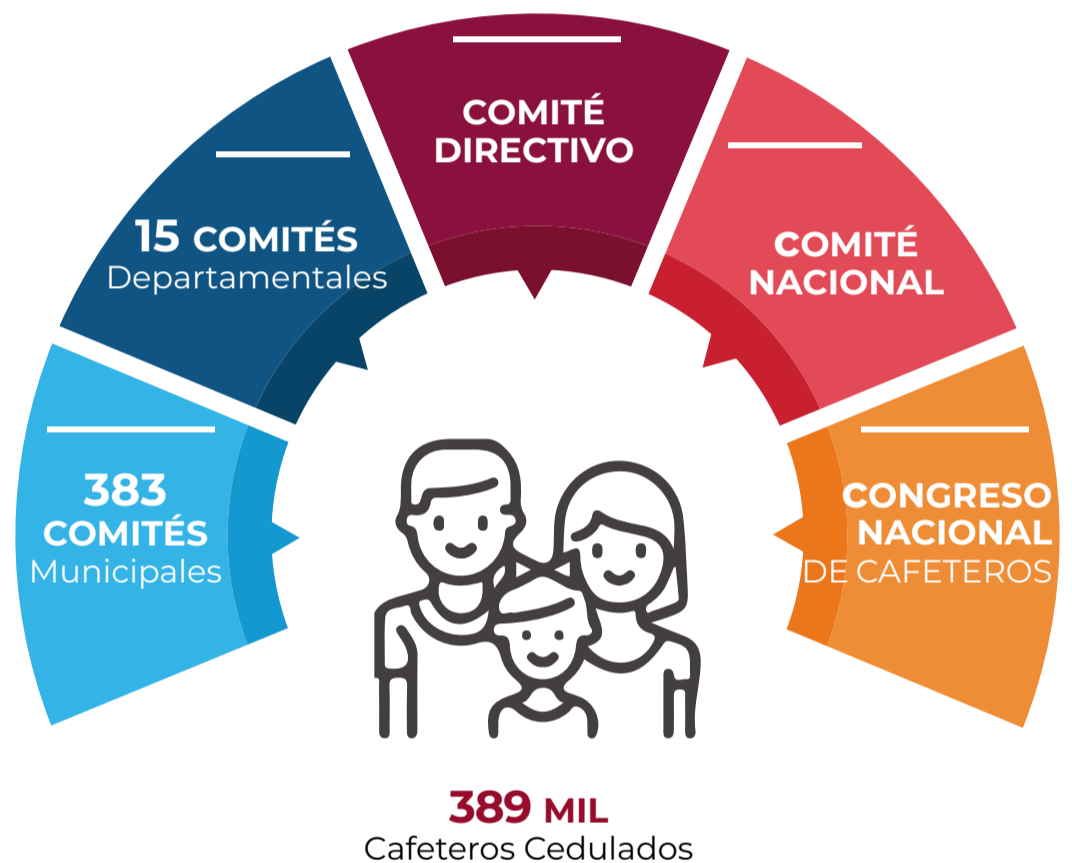 383
COMITÉS
Municipales
15 COMITÉS
Departamentales
COMITÉ
DIRECTIVO
COMITÉ
NACIONAL
CONGRESO
NACIONAL
DE CAFETEROS
389 MIL
Cafeteros Cedulados